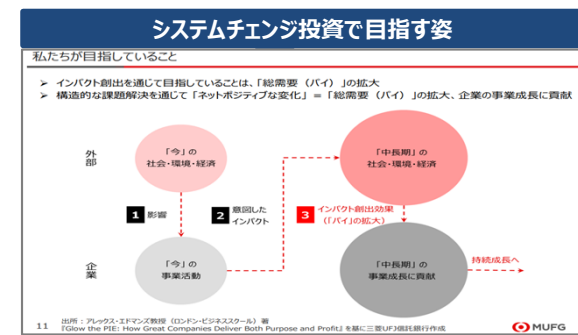 システムチェンジ投資で目指す姿
私たちが目指していること
➢ インパクト創出を通じて目指していることは、「総需要（パイ）」の拡大
➢ 構造的な課題解決を通じて「ネットポジティブな変化」＝「総需要（パイ）」の拡大、企業の事業成長に貢献
外部
「今」の
社会・環境・経済
「中長期」の
社会・環境・経済
1 影響
2 意図した
インパクト
3 インパクト創出効果
（「パイ」の拡大）
企業
「今」の
事業活動
「中長期」の
事業成長に貢献
持続成長へ
11
出所：アレックス・エドマンズ教授（ロンドン・ビジネススクール）著
『Glow the PIE: How Great Companies Deliver Both Purpose and Profit』を基に三菱UFJ信託銀行作成
MUFG